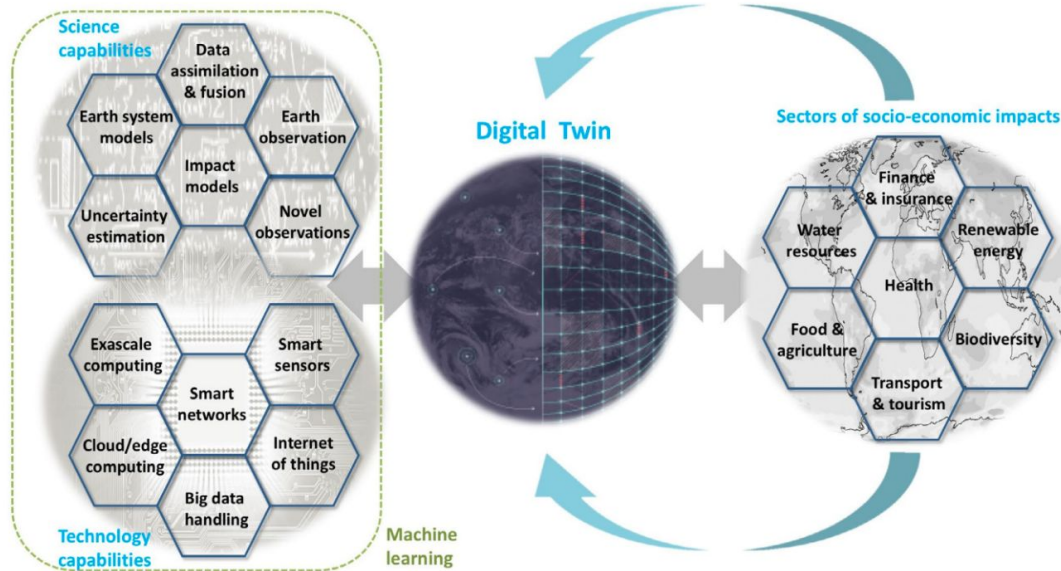 Science
capabilities
Data
assimilation
& fusion
Earth system
models
Earth
observation
Impact
models
Uncertainty
estimation
Novel
observations
Exascale
computing
Smart
sensors
Smart
networks
Cloud/edge
computing
Internet
of things
Big data
handling
Technology
capabilities
Machine
learning
Digital Twin
Sectors of socio-economic impacts
Finance
& insurance
Water
resources
Renewable
energy
Health
Food &
agriculture
Biodiversity
Transport
& tourism